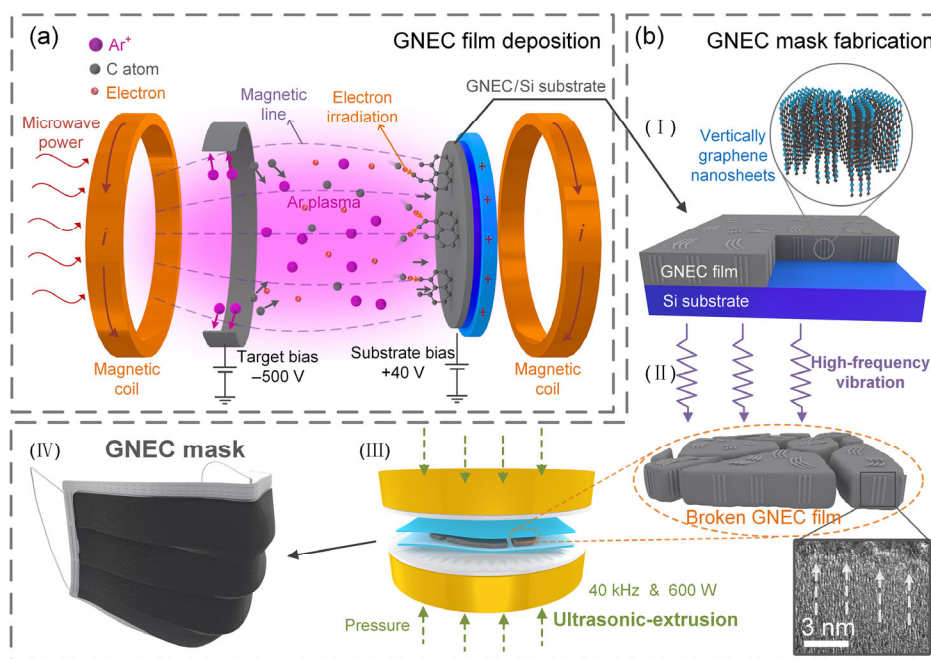 (a)
GNEC film deposition
Ar+
C atom
Electron
Microwave
power
Magnetic
line
Electron
irradiation
GNEC/Si substrate
Ar plasma
i
i
+
+
+
+
+
Magnetic
coil
Target bias
–500 V
Substrate bias
+40 V
Magnetic
coil
(b)
GNEC mask fabrication
(I)
Vertically
graphene
nanosheets
GNEC film
Si substrate
(II)
High-frequency
vibration
Broken GNEC film
3 nm
(III)
40 kHz & 600 W
Ultrasonic-extrusion
Pressure
(IV)
GNEC mask